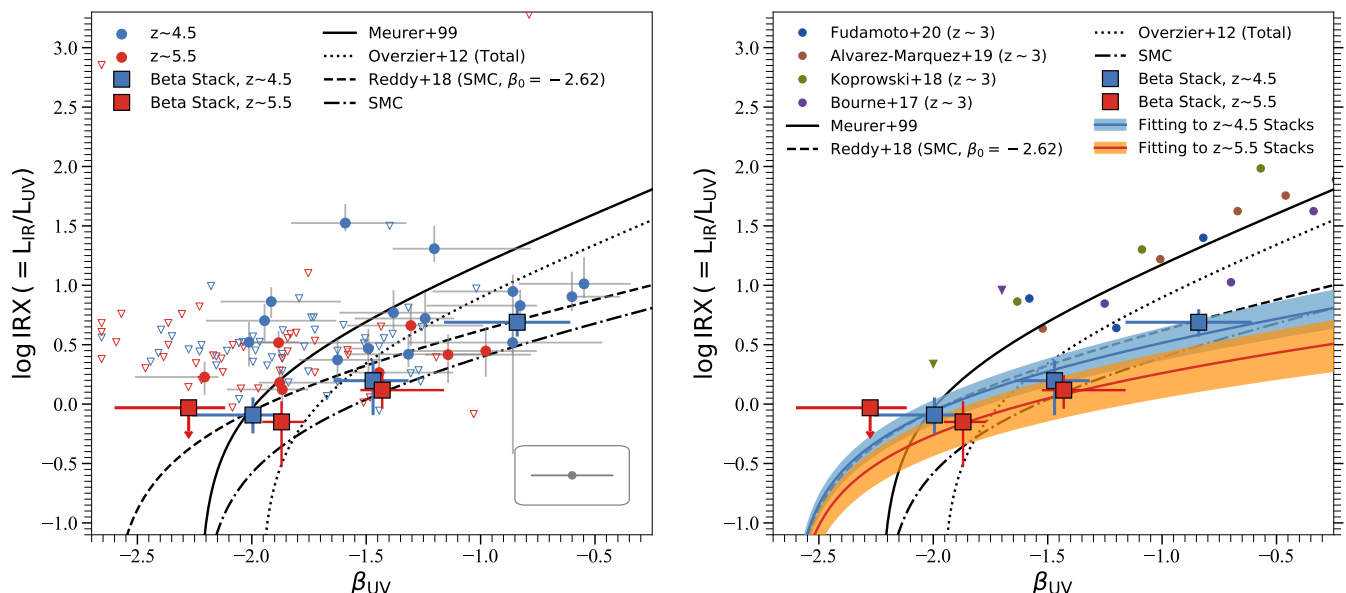 z~4.5
z~5.5
Beta Stack, z~4.5
Beta Stack, z~5.5
Meurer+99
Overzier+12 (Total)
Reddy+18 (SMC, β₀ = −2.62)
SMC
3.0
2.5
2.0
1.5
1.0
0.5
0.0
−0.5
−1.0
log IRX ( = L_IR/L_UV)
−2.5
−2.0
−1.5
−1.0
−0.5
β_UV
Fudamoto+20 (z ~ 3)
Alvarez-Marquez+19 (z ~ 3)
Koprowski+18 (z ~ 3)
Bourne+17 (z ~ 3)
Meurer+99
Reddy+18 (SMC, β₀ = −2.62)
Overzier+12 (Total)
SMC
Beta Stack, z~4.5
Beta Stack, z~5.5
Fitting to z~4.5 Stacks
Fitting to z~5.5 Stacks
3.0
2.5
2.0
1.5
1.0
0.5
0.0
−0.5
−1.0
log IRX ( = L_IR/L_UV)
−2.5
−2.0
−1.5
−1.0
−0.5
β_UV